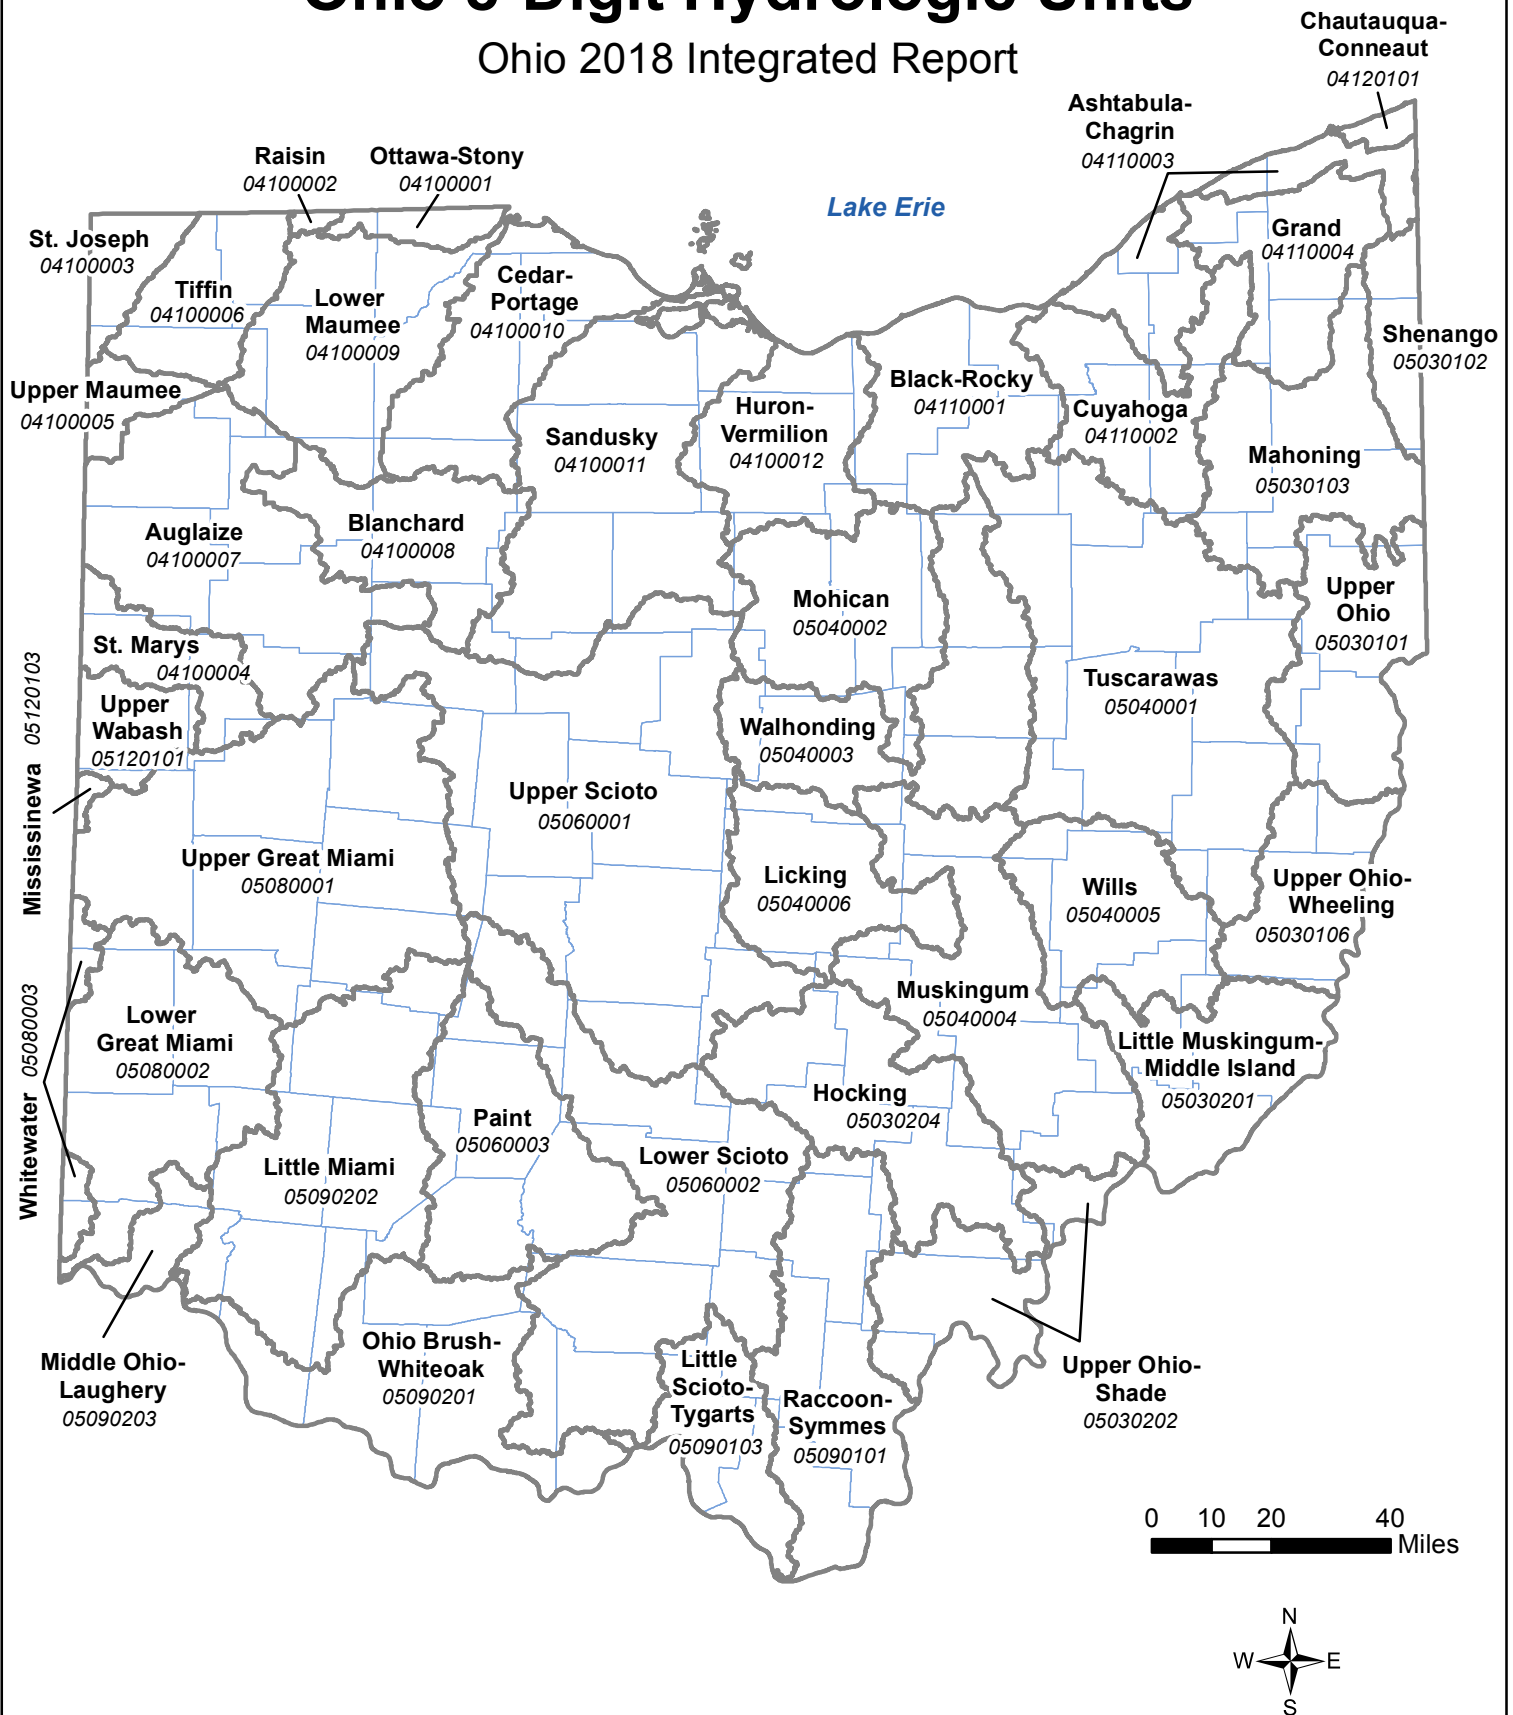 Ohio 8-Digit Hydrologic Units
Ohio 2018 Integrated Report
Chautauqua-
Conneaut
04120101
Ashtabula-
Chagrin
04110003
Raisin
04100002
Ottawa-Stony
04100001
Lake Erie
St. Joseph
04100003
Grand
04110004
Tiffin
04100006
Lower
Maumee
04100009
Cedar-
Portage
04100010
Shenango
05030102
Upper Maumee
04100005
Black-Rocky
04110001
Huron-
Vermilion
04100012
Cuyahoga
04110002
Sandusky
04100011
Mahoning
05030103
Auglaize
04100007
Blanchard
04100008
Mohican
05040002
Upper
Ohio
05030101
St. Marys
04100004
Tuscarawas
05040001
Mississinewa 05120103
Upper
Wabash
05120101
Walhonding
05040003
Upper Scioto
05060001
Upper Great Miami
05080001
Licking
05040006
Wills
05040005
Upper Ohio-
Wheeling
05030106
Muskingum
05040004
Whitewater 05080003
Lower
Great Miami
05080002
Little Muskingum-
Middle Island
05030201
Hocking
05030204
Paint
05060003
Little Miami
05090202
Lower Scioto
05060002
Middle Ohio-
Laughery
05090203
Ohio Brush-
Whiteoak
05090201
Little
Scioto-
Tygarts
05090103
Raccoon-
Symmes
05090101
Upper Ohio-
Shade
05030202
0 10 20 40
Miles
N
W E
S